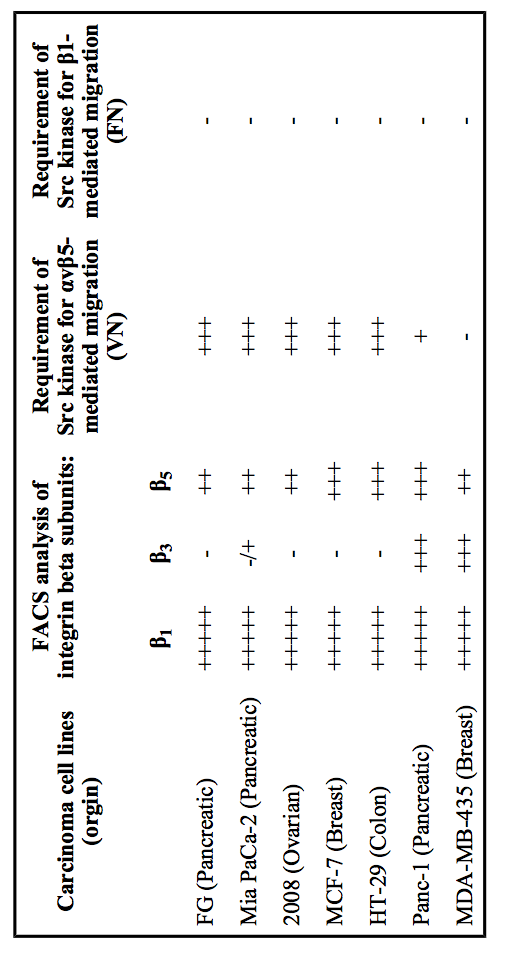 Carcinoma cell lines (orgin) FACS analysis of integrin beta subunits: Requirement of Src kinase for αvβ5-mediated migration (VN) Requirement of Src kinase for β1-mediated migration (FN)
β1 β3 β5
FG (Pancreatic) +++++ - ++ +++ -
Mia PaCa-2 (Pancreatic) +++++ -/+ ++ +++ -
2008 (Ovarian) +++++ - ++ +++ -
MCF-7 (Breast) +++++ - +++ +++ -
HT-29 (Colon) +++++ - +++ +++ -
Panc-1 (Pancreatic) +++++ +++ +++ + -
MDA-MB-435 (Breast) +++++ +++ ++ - -